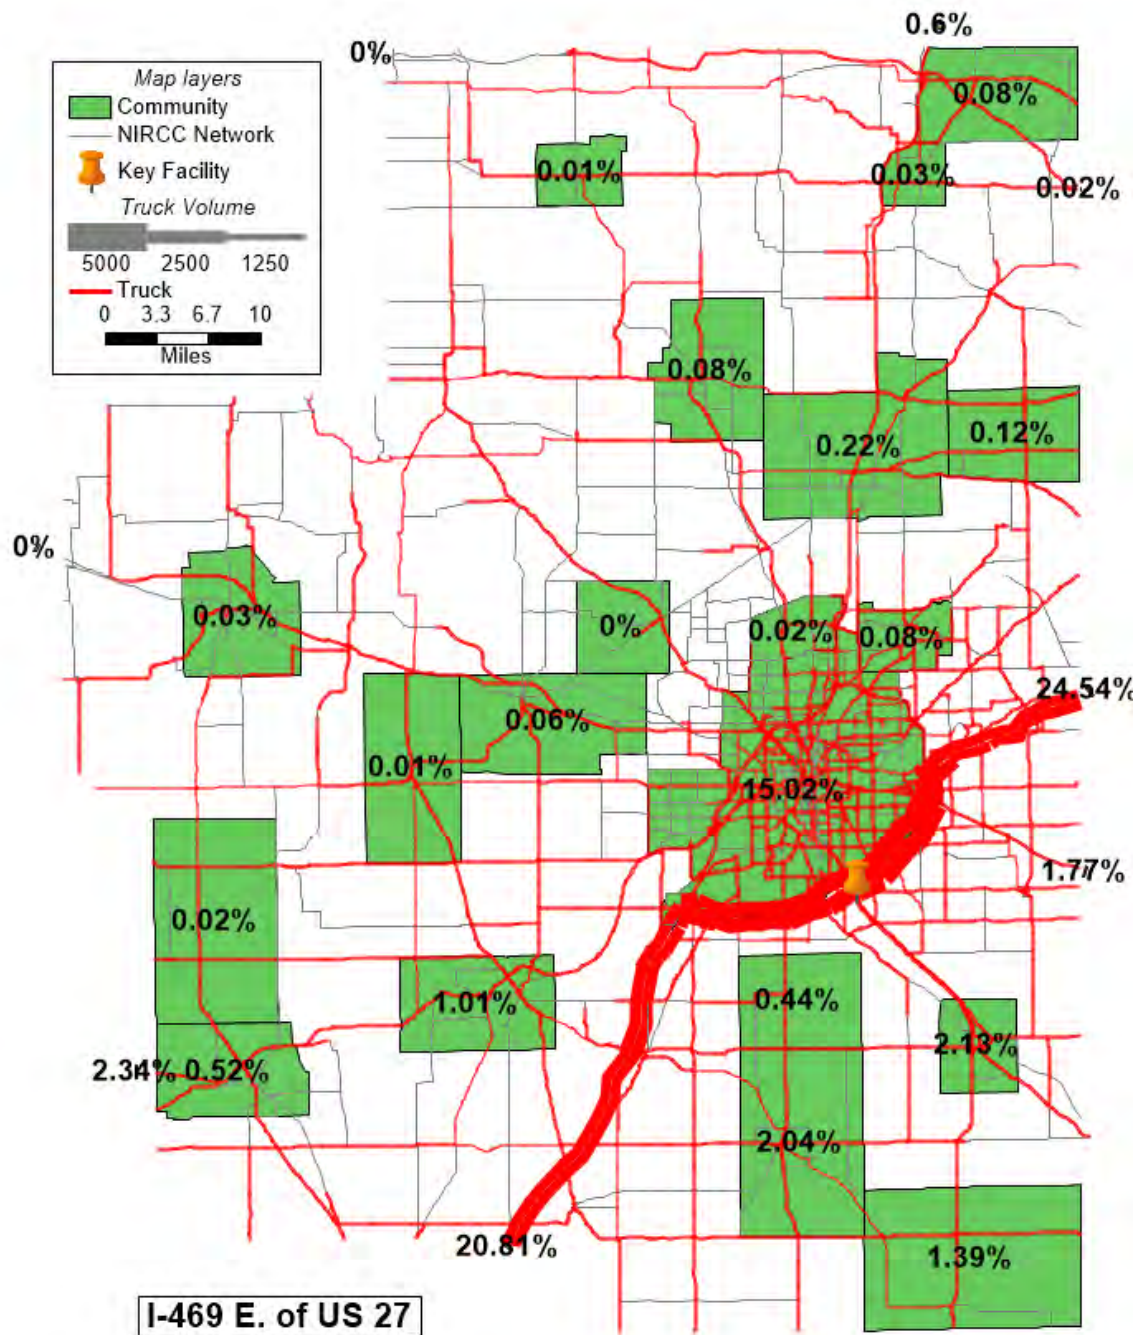 0.6%
0%
Map layers
Community
NIRCC Network
Key Facility
Truck Volume
5000 2500 1250
Truck
0 3.3 6.7 10
Miles
0.08%
0.01%
0.03%
0.02%
0.08%
0.22%
0.12%
0%
0.03%
0%
0.02%
0.08%
24.54%
0.06%
0.01%
15.02%
1.77%
0.02%
1.01%
0.44%
2.13%
2.34% 0.52%
2.04%
20.81%
1.39%
I-469 E. of US 27